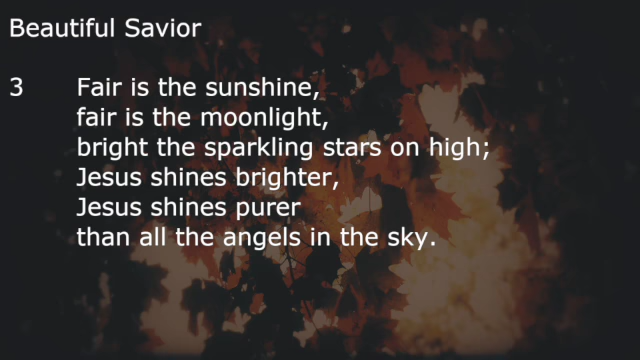 Beautiful Savior
3 Fair is the sunshine,
fair is the moonlight,
bright the sparkling stars on high;
Jesus shines brighter,
Jesus shines purer
than all the angels in the sky.